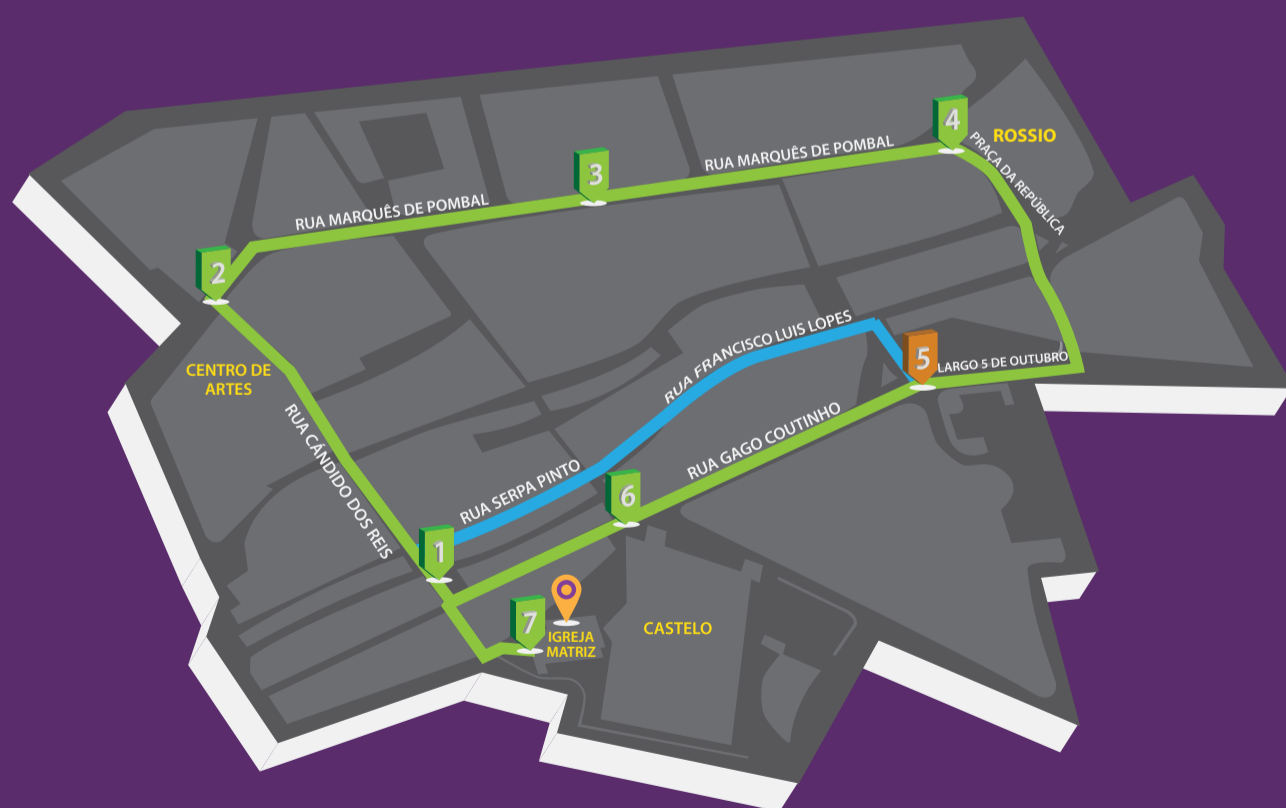 4
ROSSIO
PRAÇA DA REPÚBLICA
3
RUA MARQUÊS DE POMBAL
RUA MARQUÊS DE POMBAL
2
CENTRO DE
ARTES
RUA FRANCISCO LUIS LOPES
5
LARGO 5 DE OUTUBRO
RUA CÁNDIDO DOS REIS
RUA GAGO COUTINHO
RUA SERPA PINTO
6
1
7
IGREJA
MATRIZ
CASTELO